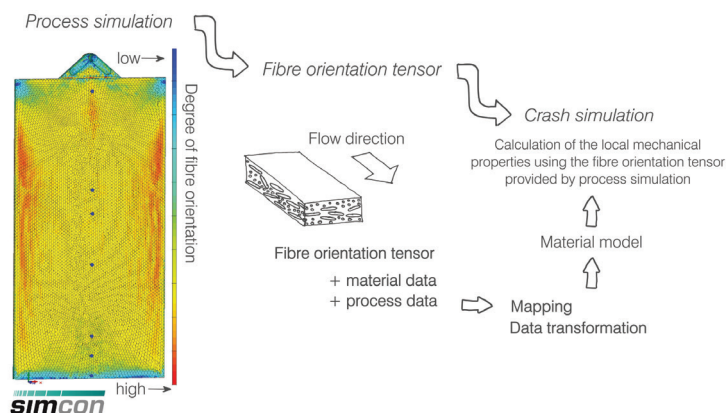 Process simulation
low
Degree of fibre orientation
high
simcon
Fibre orientation tensor
Flow direction
Fibre orientation tensor
+ material data
+ process data
Mapping
Data transformation
Material model
Crash simulation
Calculation of the local mechanical
properties using the fibre orientation tensor
provided by process simulation